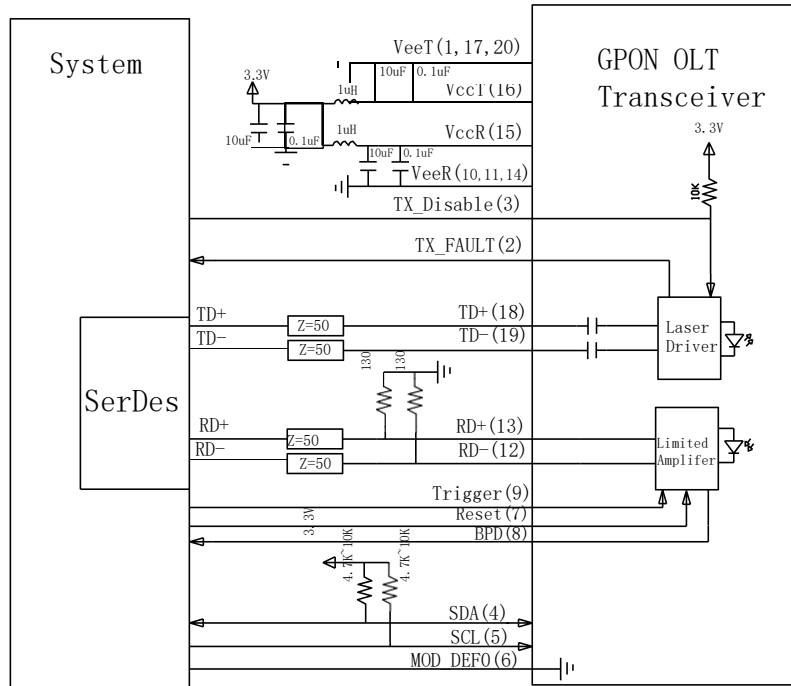 System
GPON OLT
Transceiver
VeeT(1,17,20)
3.3V
10uF
0.1uF
1uH
VccT(16)
10uF
0.1uF
1uH
VccR(15)
10uF
0.1uF
VeeR(10,11,14)
3.3V
10K
TX_Disable(3)
TX_FAULT(2)
TD+
Z=50
TD+(18)
TD-
Z=50
TD-(19)
Laser
Driver
130
130
SerDes
RD+
Z=50
RD+(13)
RD-
Z=50
RD-(12)
Limited
Amplifer
Trigger(9)
Reset(7)
3.3V
BPD(8)
4.7K~10K
4.7K~10K
SDA(4)
SCL(5)
MOD_DEF0(6)